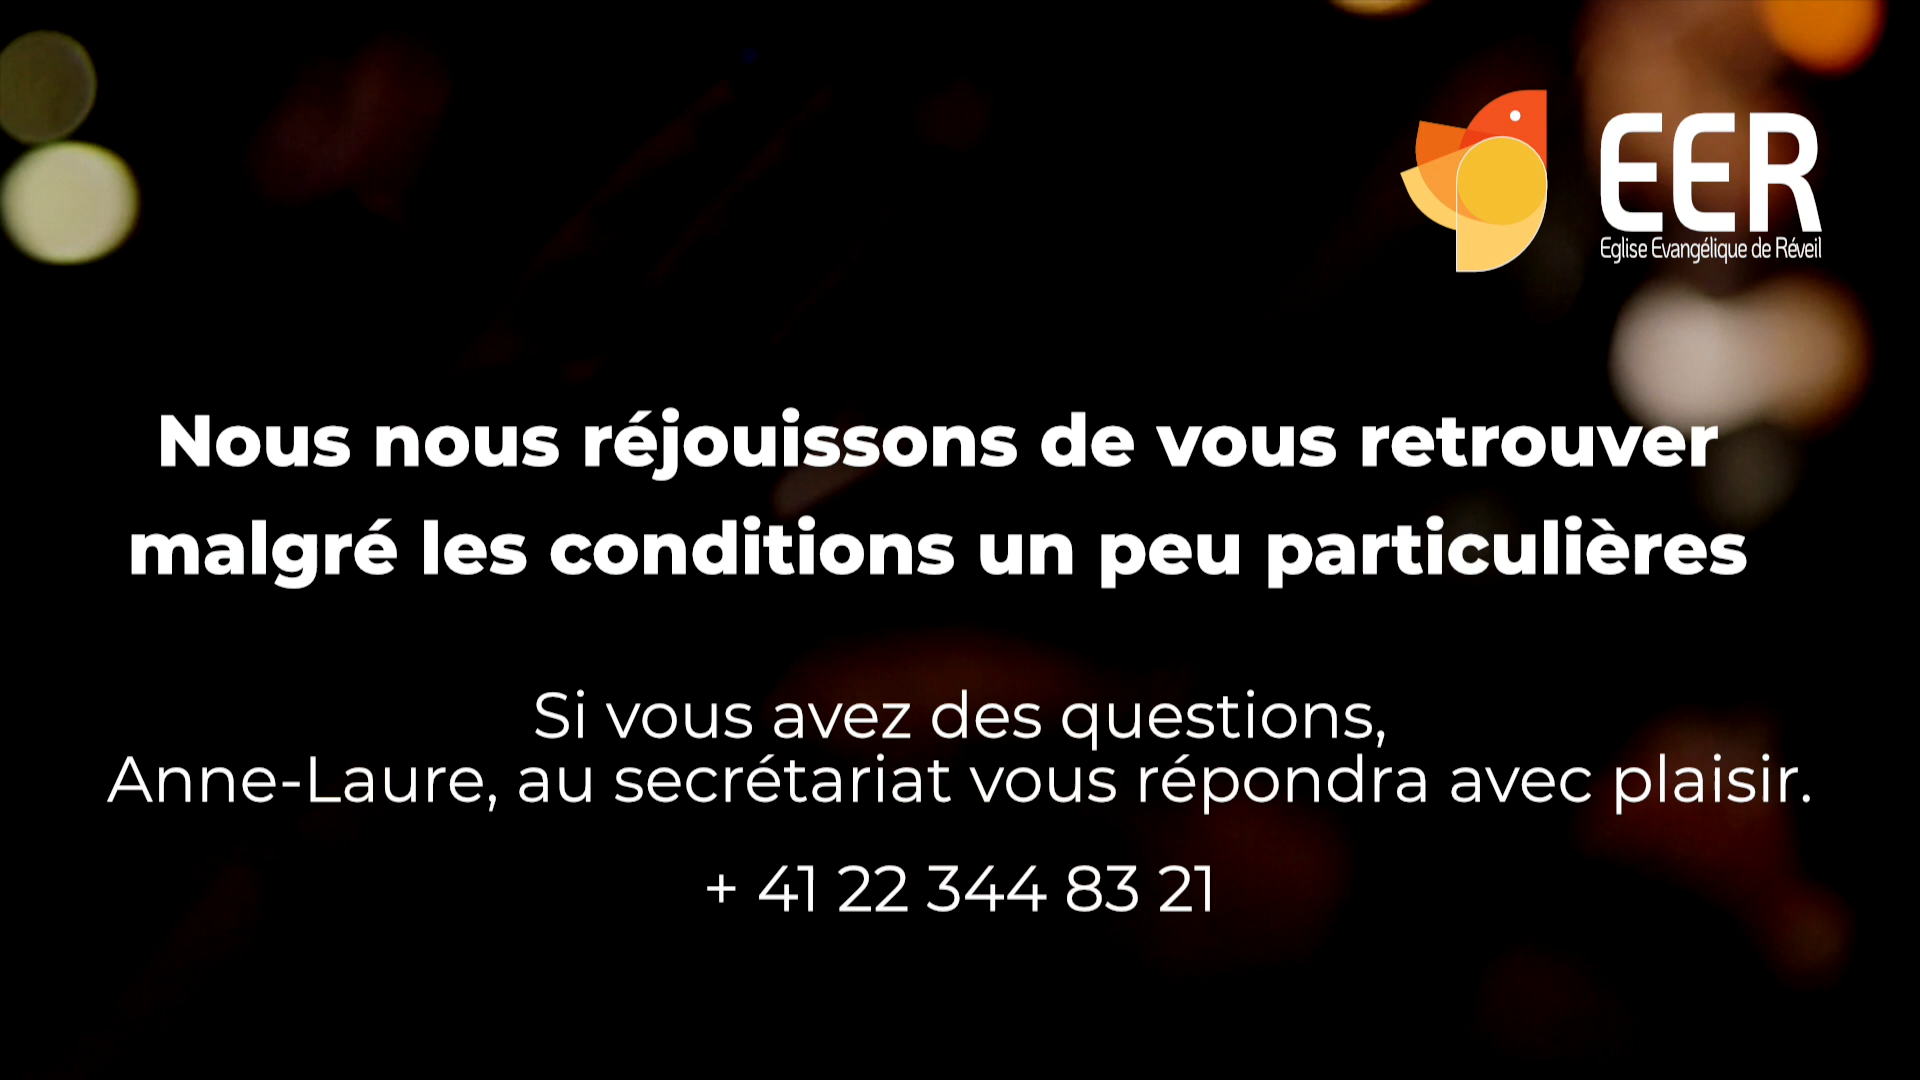 EER
Eglise Evangélique de Réveil
Nous nous réjouissons de vous retrouver
malgré les conditions un peu particulières
Si vous avez des questions,
Anne-Laure, au secrétariat vous répondra avec plaisir.
+ 41 22 344 83 21